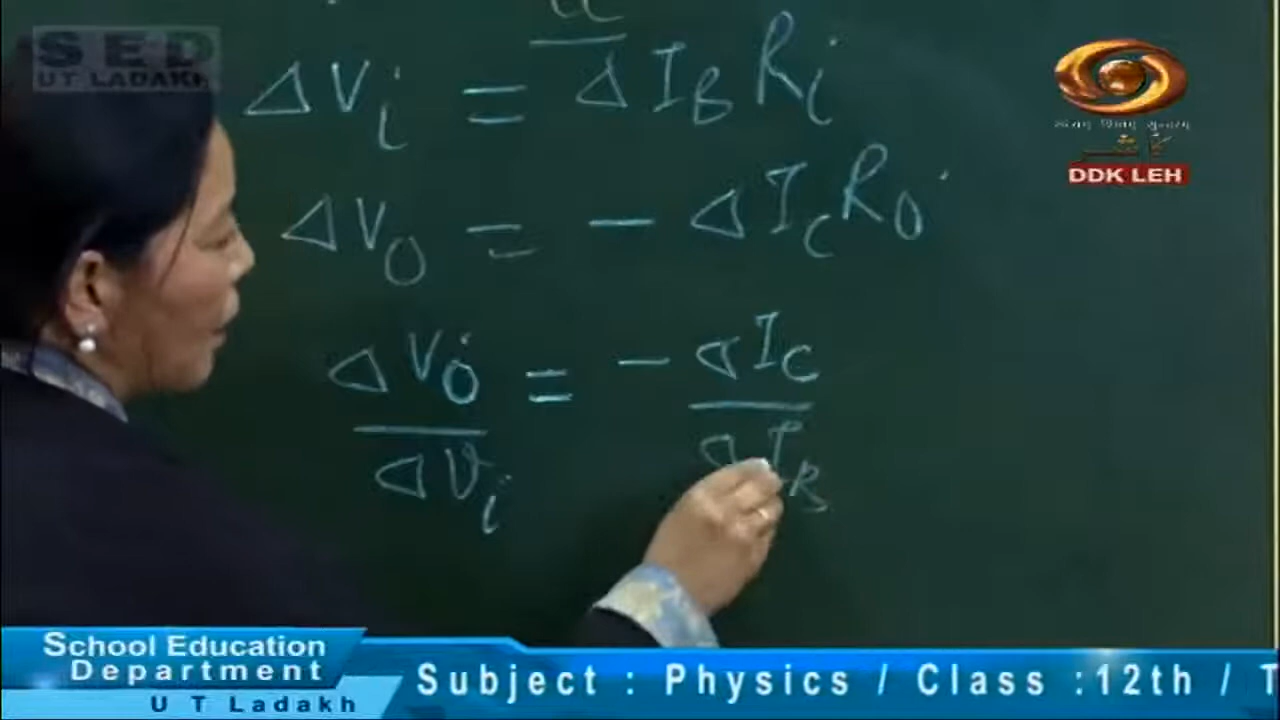 SED
UT LADAKH
ΔVi = ΔIB Ri
ΔVo = - ΔIc Ro
ΔVo / ΔVi = - ΔIc / ΔIB
DDK LEH
School Education
Department
U T Ladakh
Subject : Physics / Class :12th / T